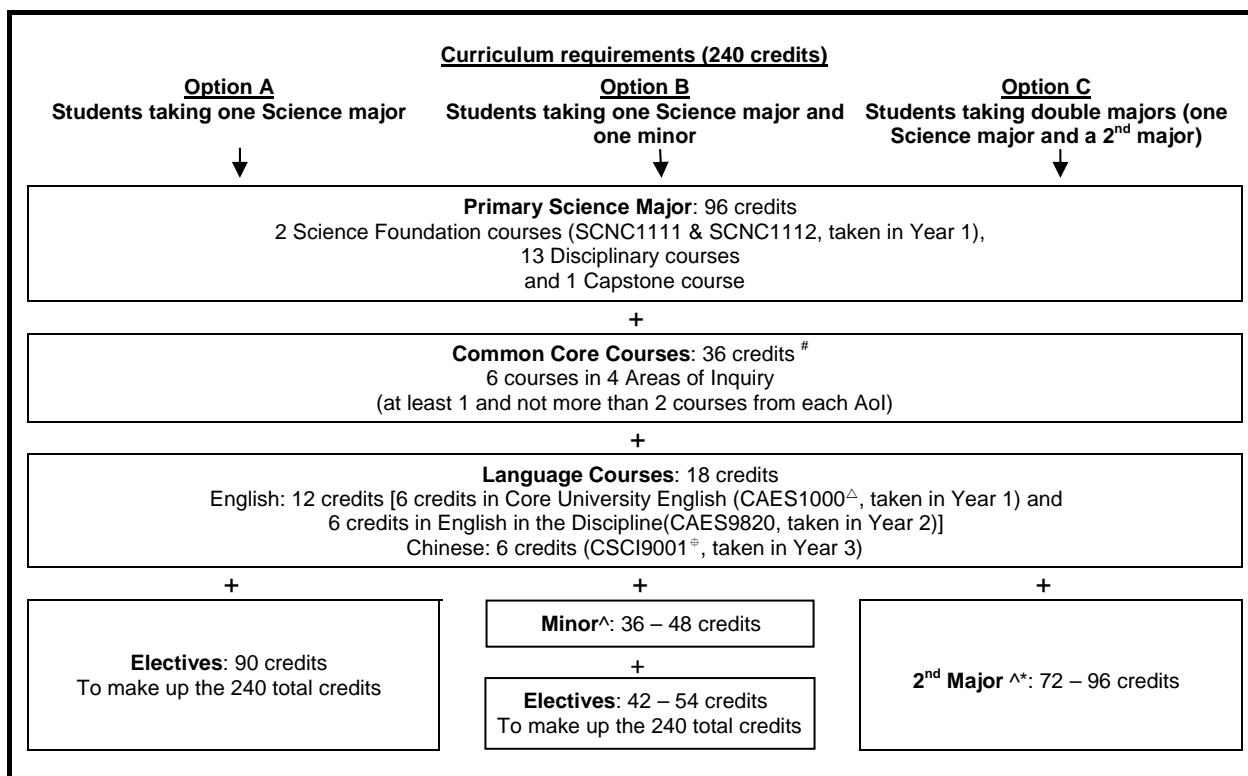 Curriculum requirements (240 credits)
Option A
Students taking one Science major
Option B
Students taking one Science major and
one minor
Option C
Students taking double majors (one
Science major and a 2nd major)
Primary Science Major: 96 credits
2 Science Foundation courses (SCNC1111 & SCNC1112, taken in Year 1),
13 Disciplinary courses
and 1 Capstone course
+
Common Core Courses: 36 credits #
6 courses in 4 Areas of Inquiry
(at least 1 and not more than 2 courses from each AoI)
+
Language Courses: 18 credits
English: 12 credits [6 credits in Core University English (CAES1000△, taken in Year 1) and
6 credits in English in the Discipline(CAES9820, taken in Year 2)]
Chinese: 6 credits (CSCI9001⌖, taken in Year 3)
+ + +
Electives: 90 credits
To make up the 240 total credits
Minor^: 36 – 48 credits
+
Electives: 42 – 54 credits
To make up the 240 total credits
2nd Major ^*: 72 – 96 credits